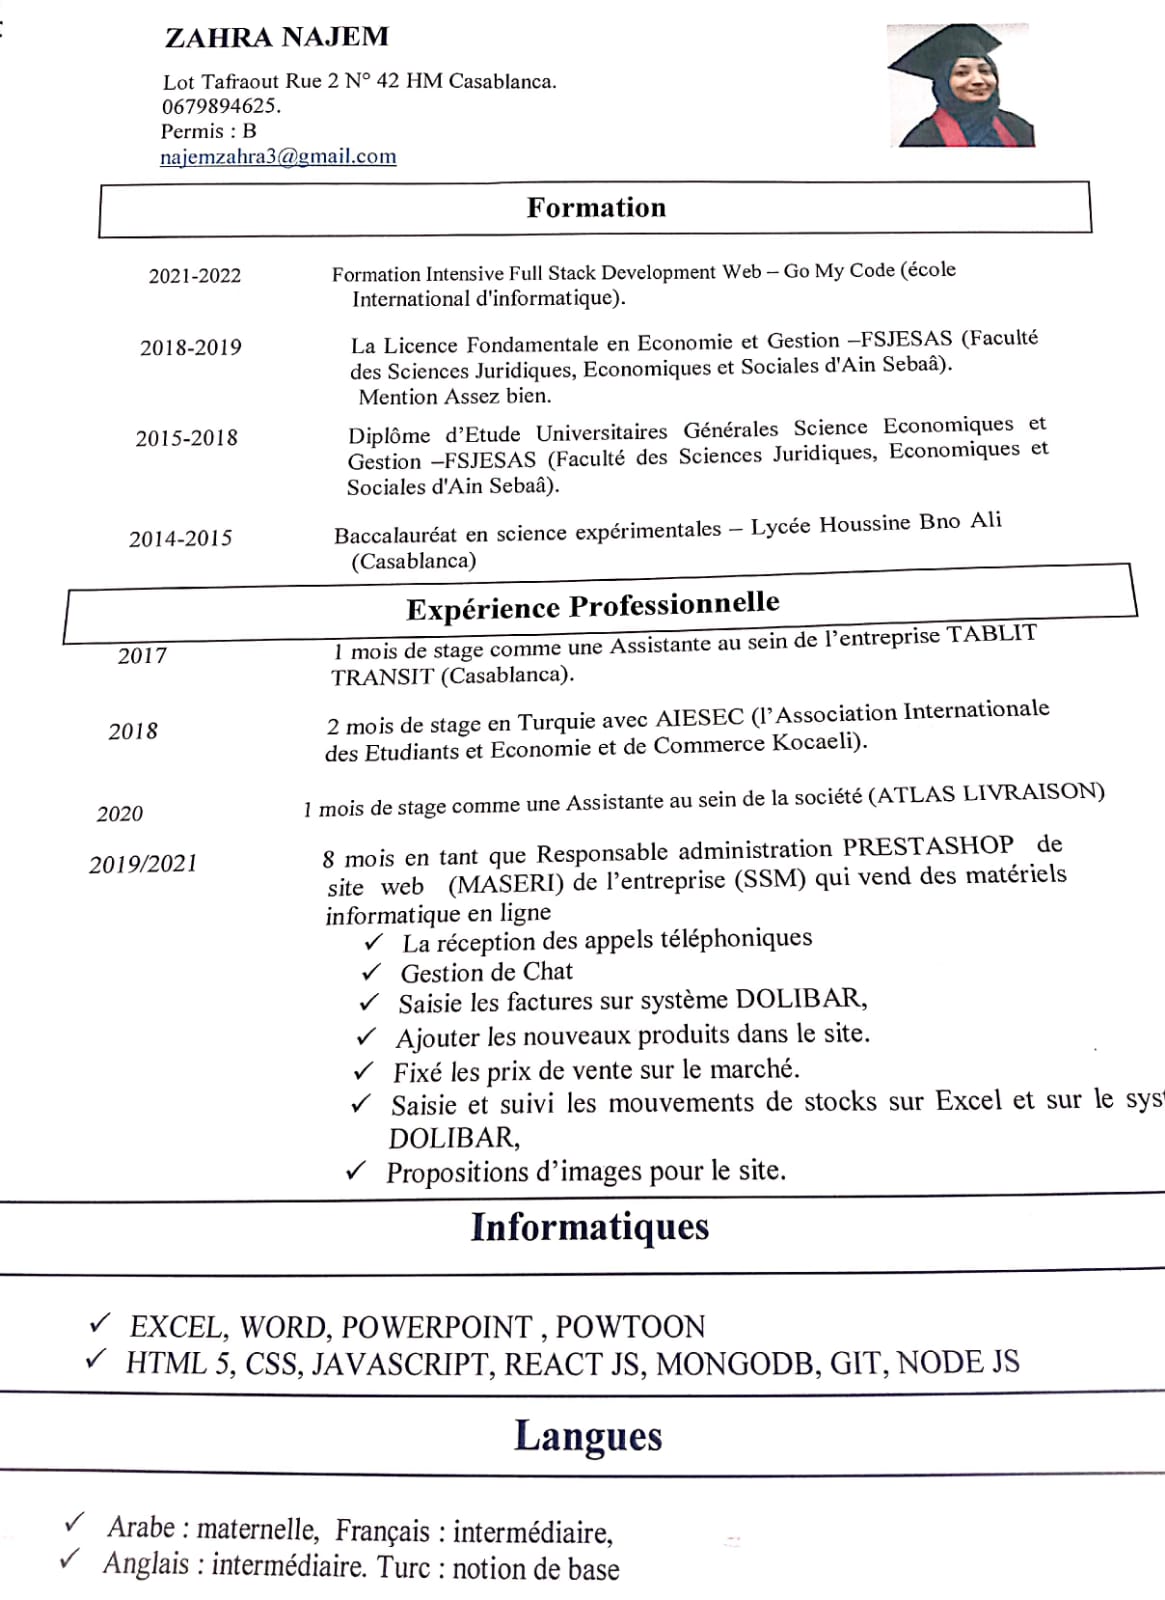 ZAHRA NAJEM
Lot Tafraout Rue 2 N° 42 HM Casablanca.
0679894625.
Permis : B
najemzahra3@gmail.com
Formation
2021-2022 Formation Intensive Full Stack Development Web – Go My Code (école
International d'informatique).
2018-2019 La Licence Fondamentale en Economie et Gestion –FSJESAS (Faculté
des Sciences Juridiques, Economiques et Sociales d'Ain Sebaâ).
Mention Assez bien.
2015-2018 Diplôme d’Etude Universitaires Générales Science Economiques et
Gestion –FSJESAS (Faculté des Sciences Juridiques, Economiques et
Sociales d'Ain Sebaâ).
2014-2015 Baccalauréat en science expérimentales – Lycée Houssine Bno Ali
(Casablanca)
Expérience Professionnelle
2017 1 mois de stage comme une Assistante au sein de l’entreprise TABLIT
TRANSIT (Casablanca).
2018 2 mois de stage en Turquie avec AIESEC (l’Association Internationale
des Etudiants et Economie et de Commerce Kocaeli).
2020 1 mois de stage comme une Assistante au sein de la société (ATLAS LIVRAISON)
2019/2021 8 mois en tant que Responsable administration PRESTASHOP de
site web (MASERI) de l’entreprise (SSM) qui vend des matériels
informatique en ligne
✓ La réception des appels téléphoniques
✓ Gestion de Chat
✓ Saisie les factures sur système DOLIBAR,
✓ Ajouter les nouveaux produits dans le site.
✓ Fixé les prix de vente sur le marché.
✓ Saisie et suivi les mouvements de stocks sur Excel et sur le syst
DOLIBAR,
✓ Propositions d’images pour le site.
Informatiques
✓ EXCEL, WORD, POWERPOINT , POWTOON
✓ HTML 5, CSS, JAVASCRIPT, REACT JS, MONGODB, GIT, NODE JS
Langues
✓ Arabe : maternelle, Français : intermédiaire,
✓ Anglais : intermédiaire. Turc : notion de base